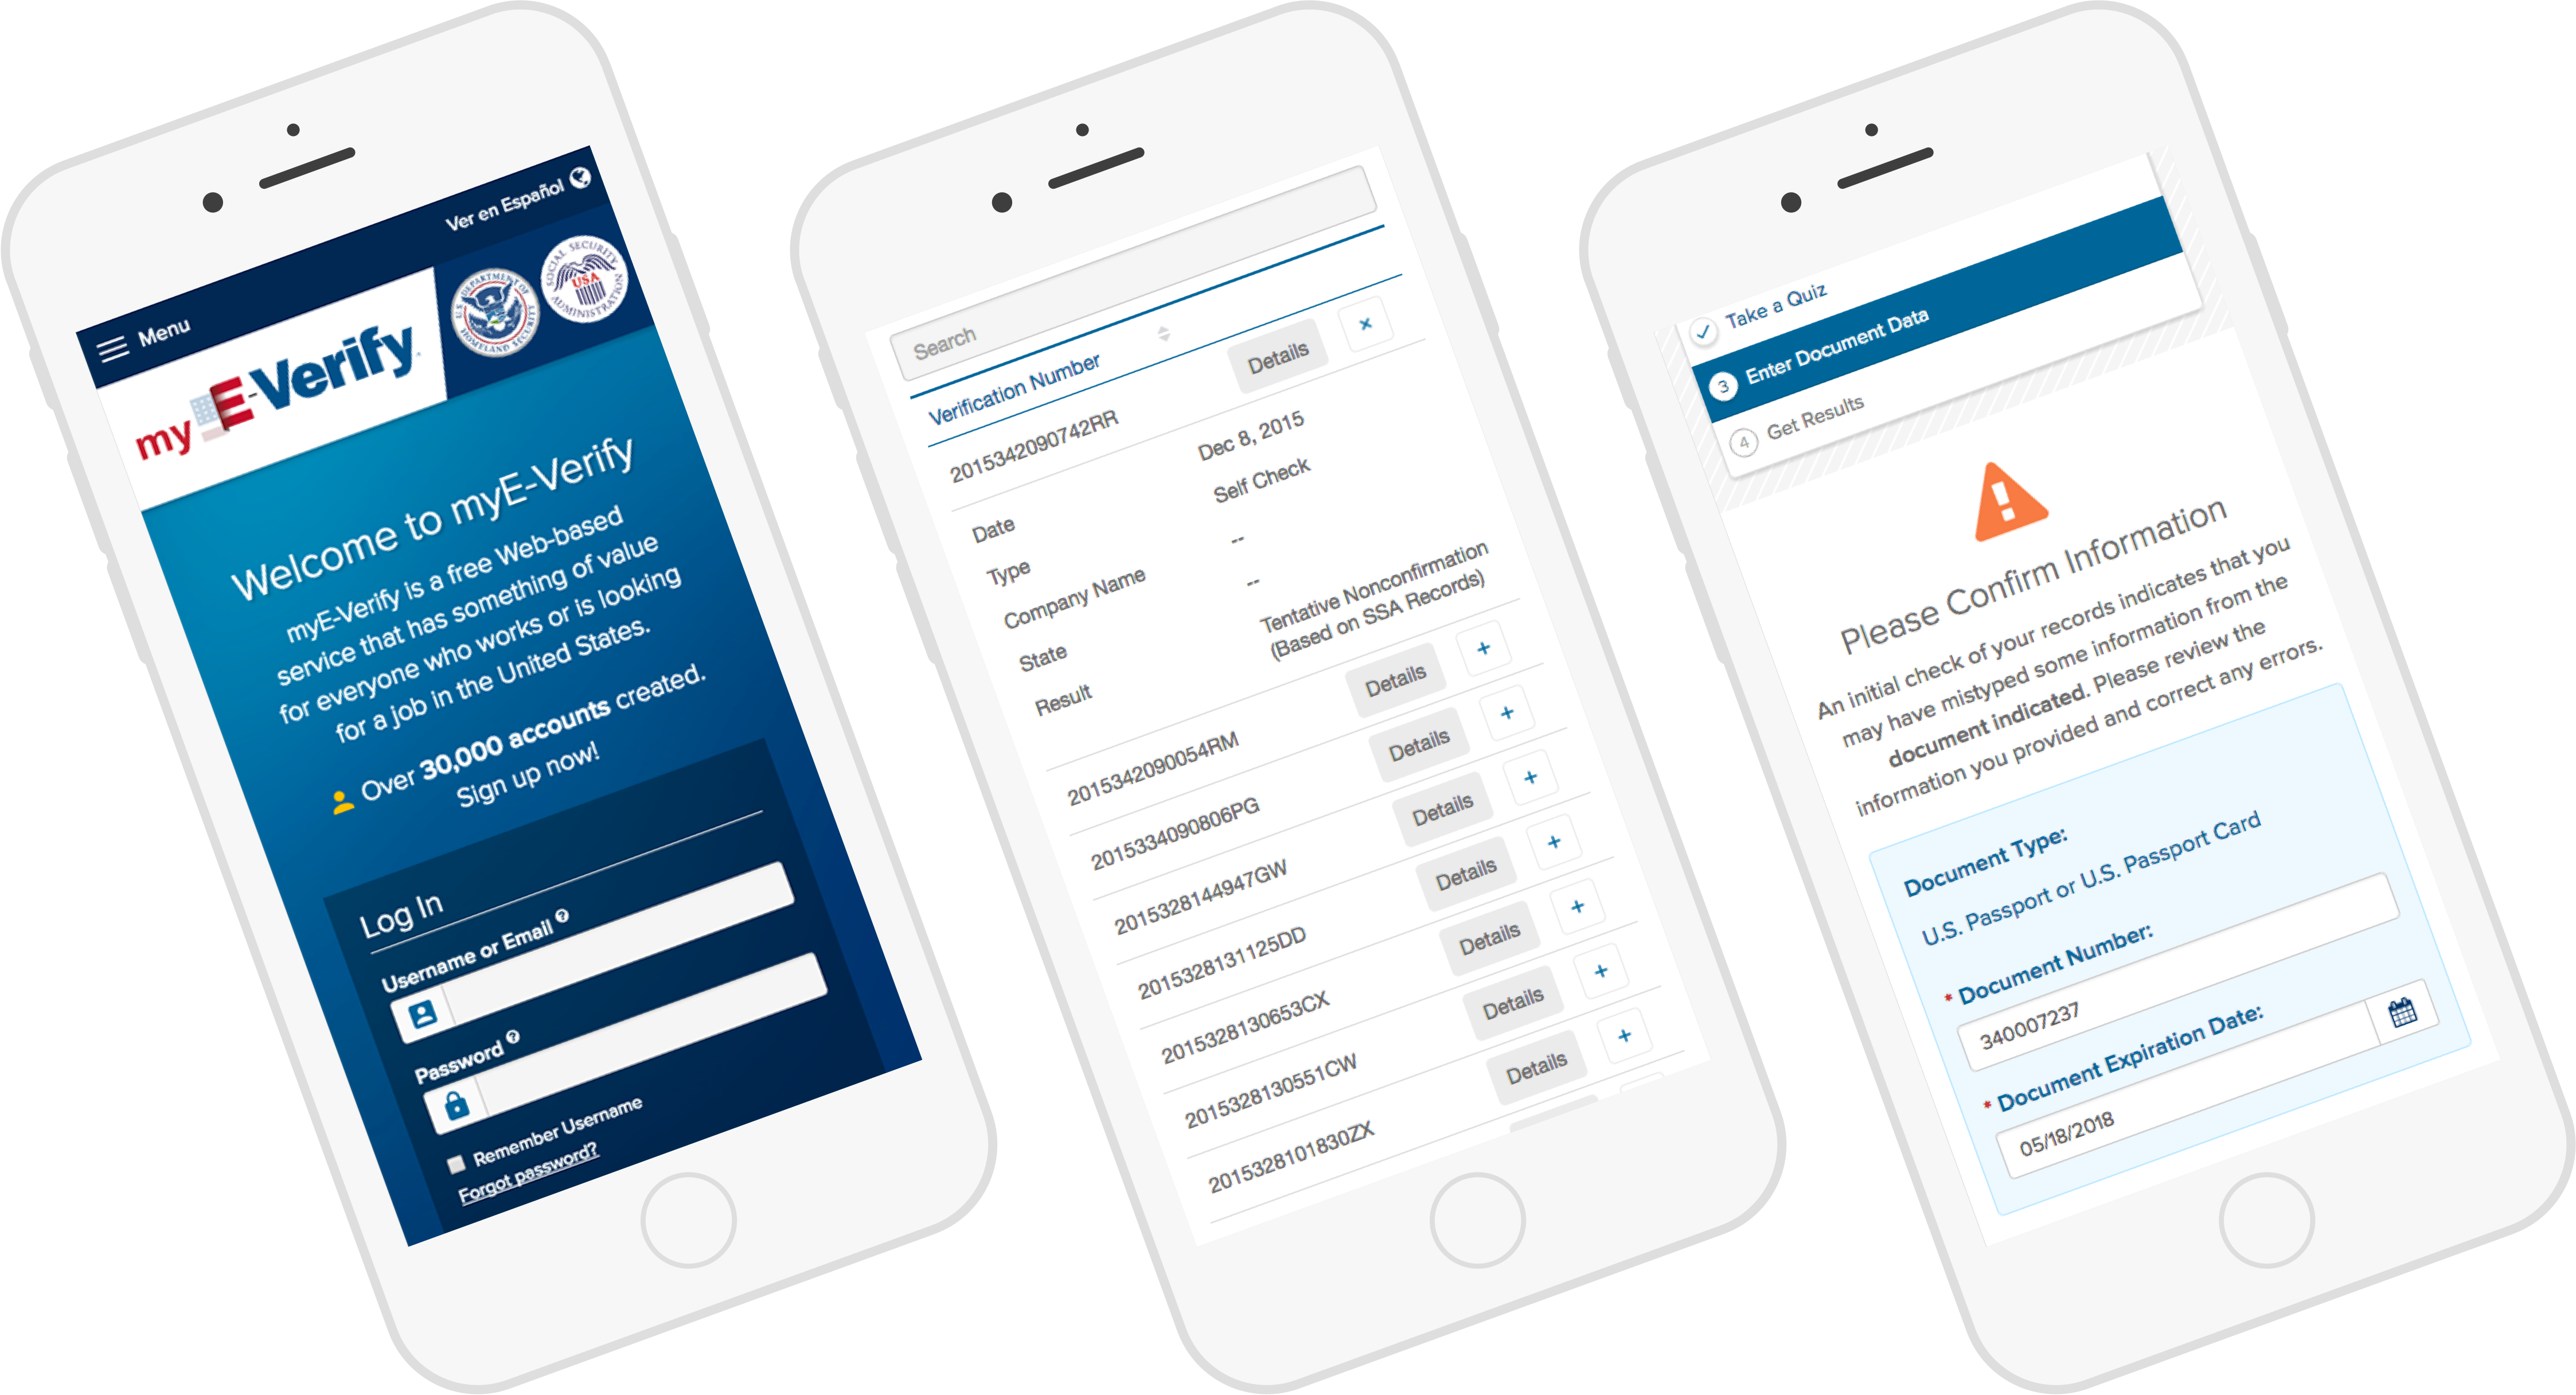 Ver en Español
Menu
my E-Verify
U.S. DEPARTMENT OF HOMELAND SECURITY
SOCIAL SECURITY ADMINISTRATION
USA
Welcome to myE-Verify
myE-Verify is a free Web-based
service that has something of value
for everyone who works or is looking
for a job in the United States.
Over 30,000 accounts created.
Sign up now!
Log In
Username or Email ?
Password ?
Remember Username
Forgot password?
Search
Verification Number
2015342090742RR Details ×
Date Dec 8, 2015
Type Self Check
Company Name --
State --
Result Tentative Nonconfirmation
(Based on SSA Records)
2015342090054RM Details +
2015334090806PG Details +
2015328144947GW Details +
2015328131125DD Details +
2015328130653CX Details +
2015328130551CW Details +
2015328101830ZX Details +
✓ Take a Quiz
3 Enter Document Data
4 Get Results
Please Confirm Information
An initial check of your records indicates that you
may have mistyped some information from the
document indicated. Please review the
information you provided and correct any errors.
Document Type:
U.S. Passport or U.S. Passport Card
* Document Number:
340007237
* Document Expiration Date:
05/18/2018